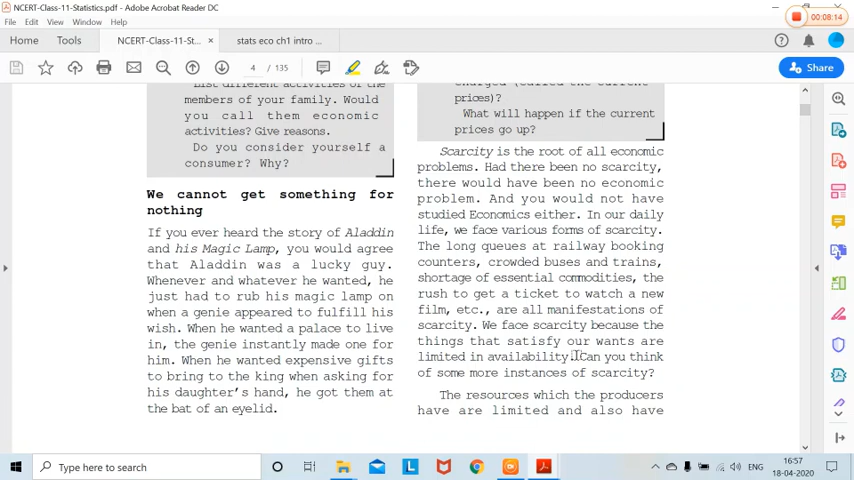 NCERT-Class-11-Statistics.pdf - Adobe Acrobat Reader DC
00:08:14
File Edit View Window Help
Home Tools NCERT-Class-11-St... × stats eco ch1 intro ...
4 / 135
Share
List different activities of the
members of your family. Would
you call them economic
activities? Give reasons.
Do you consider yourself a
consumer? Why?
We cannot get something for
nothing
If you ever heard the story of Aladdin
and his Magic Lamp, you would agree
that Aladdin was a lucky guy.
Whenever and whatever he wanted, he
just had to rub his magic lamp on
when a genie appeared to fulfill his
wish. When he wanted a palace to live
in, the genie instantly made one for
him. When he wanted expensive gifts
to bring to the king when asking for
his daughter's hand, he got them at
the bat of an eyelid.
charged (called the current
prices)?
What will happen if the current
prices go up?
Scarcity is the root of all economic
problems. Had there been no scarcity,
there would have been no economic
problem. And you would not have
studied Economics either. In our daily
life, we face various forms of scarcity.
The long queues at railway booking
counters, crowded buses and trains,
shortage of essential commodities, the
rush to get a ticket to watch a new
film, etc., are all manifestations of
scarcity. We face scarcity because the
things that satisfy our wants are
limited in availability. Can you think
of some more instances of scarcity?
The resources which the producers
have are limited and also have
Type here to search
ENG
16:57
18-04-2020